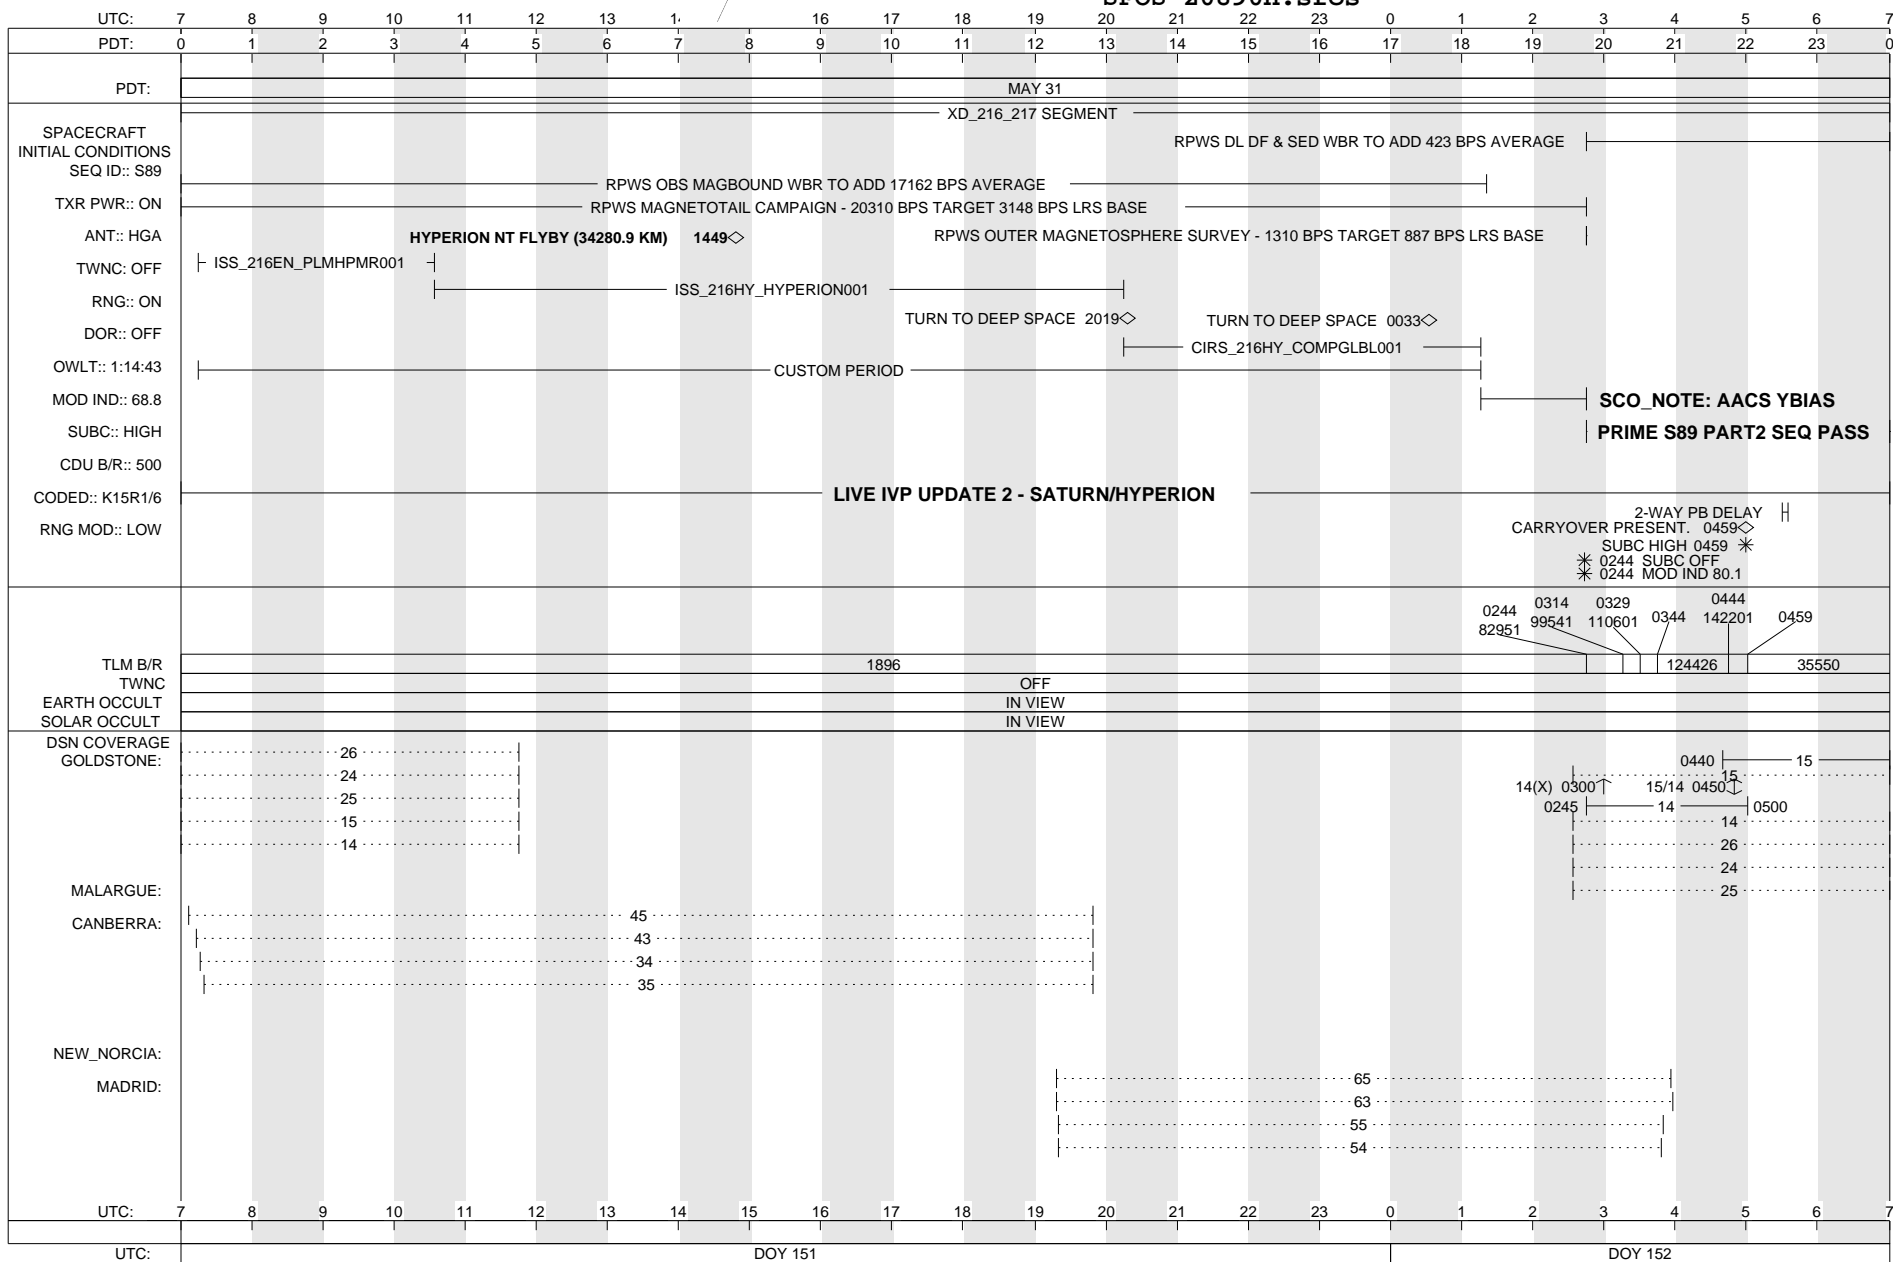 UTC: 7 8 9 10 11 12 13 16 17 18 19 20 21 22 23 0 1 2 3 4 5 6 7
PDT: 0 1 2 3 4 5 6 7 8 9 10 11 12 13 14 15 16 17 18 19 20 21 22 23 0
PDT: MAY 31
XD_216_217 SEGMENT
SPACECRAFT
INITIAL CONDITIONS
RPWS DL DF & SED WBR TO ADD 423 BPS AVERAGE
SEQ ID:: S89
RPWS OBS MAGBOUND WBR TO ADD 17162 BPS AVERAGE
TXR PWR:: ON
RPWS MAGNETOTAIL CAMPAIGN - 20310 BPS TARGET 3148 BPS LRS BASE
ANT:: HGA
HYPERION NT FLYBY (34280.9 KM) 1449
RPWS OUTER MAGNETOSPHERE SURVEY - 1310 BPS TARGET 887 BPS LRS BASE
TWNC: OFF
ISS_216EN_PLMHPMR001
RNG:: ON
ISS_216HY_HYPERION001
DOR:: OFF
TURN TO DEEP SPACE 2019
TURN TO DEEP SPACE 0033
CIRS_216HY_COMPGLBL001
OWLT:: 1:14:43
CUSTOM PERIOD
MOD IND:: 68.8
SCO_NOTE: AACS YBIAS
SUBC:: HIGH
PRIME S89 PART2 SEQ PASS
CDU B/R:: 500
CODED:: K15R1/6
LIVE IVP UPDATE 2 - SATURN/HYPERION
2-WAY PB DELAY
RNG MOD:: LOW
CARRYOVER PRESENT. 0459
SUBC HIGH 0459
0244 SUBC OFF
0244 MOD IND 80.1
0244 0314 0329 0344 0444 0459
82951 99541 110601 142201
TLM B/R 1896 124426 35550
TWNC OFF
EARTH OCCULT IN VIEW
SOLAR OCCULT IN VIEW
DSN COVERAGE
GOLDSTONE:
26
0440 15
24
15
14(X) 0300
15/14 0450
25
0245 14 0500
15
14
14
26
24
MALARGUE:
25
CANBERRA:
45
43
34
35
NEW_NORCIA:
MADRID:
65
63
55
54
UTC: 7 8 9 10 11 12 13 14 15 16 17 18 19 20 21 22 23 0 1 2 3 4 5 6 7
UTC: DOY 151 DOY 152